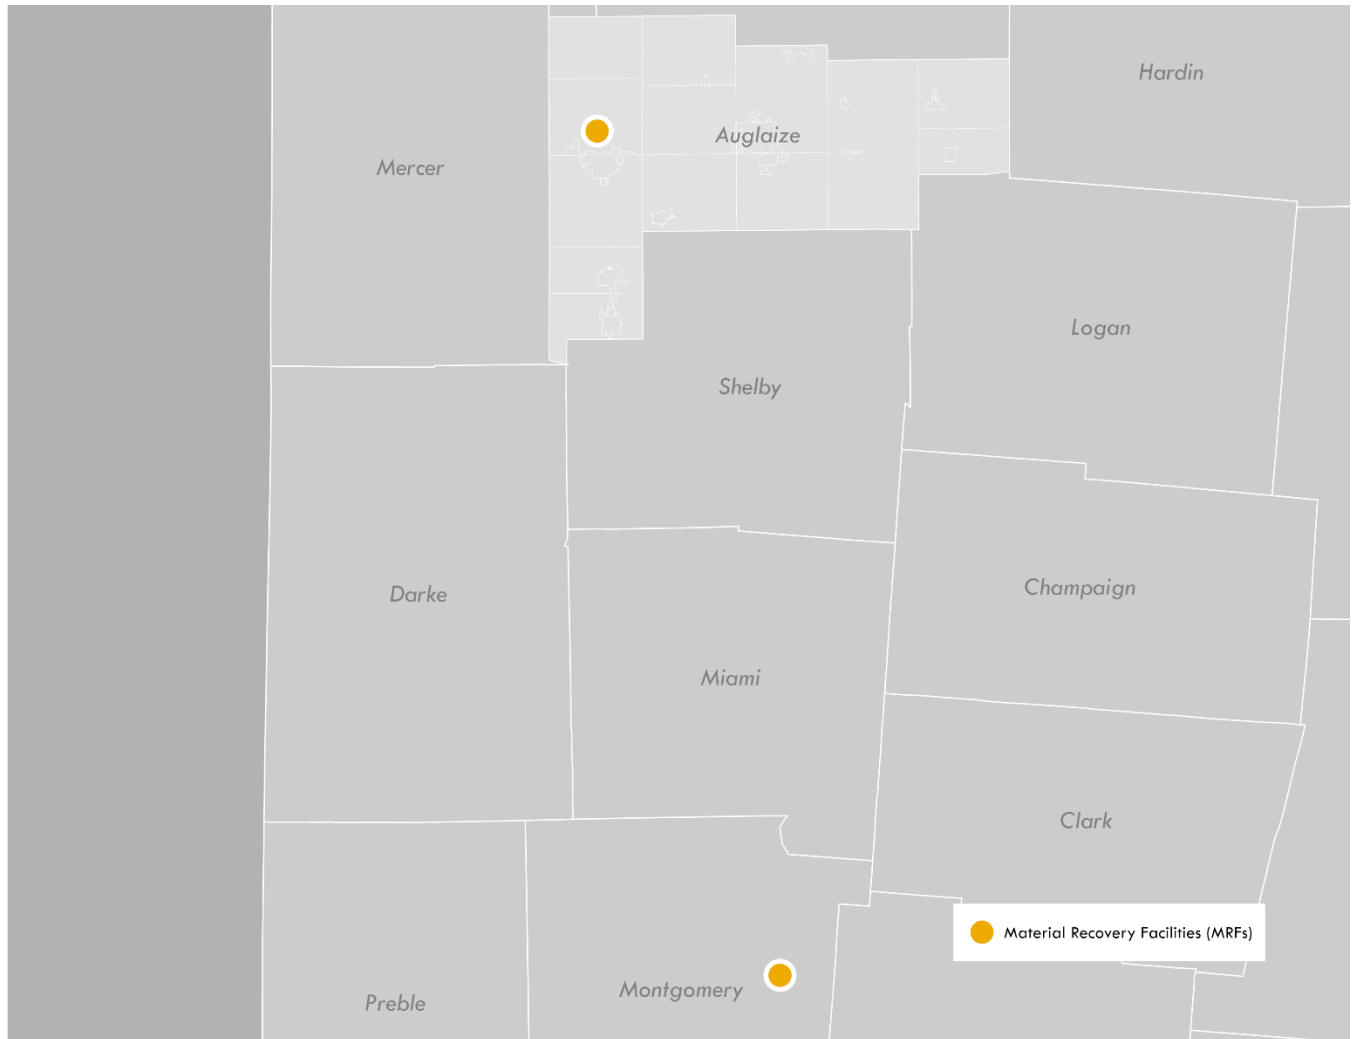 Hardin
Auglaize
Mercer
Logan
Shelby
Champaign
Darke
Miami
Clark
Material Recovery Facilities (MRFs)
Montgomery
Preble